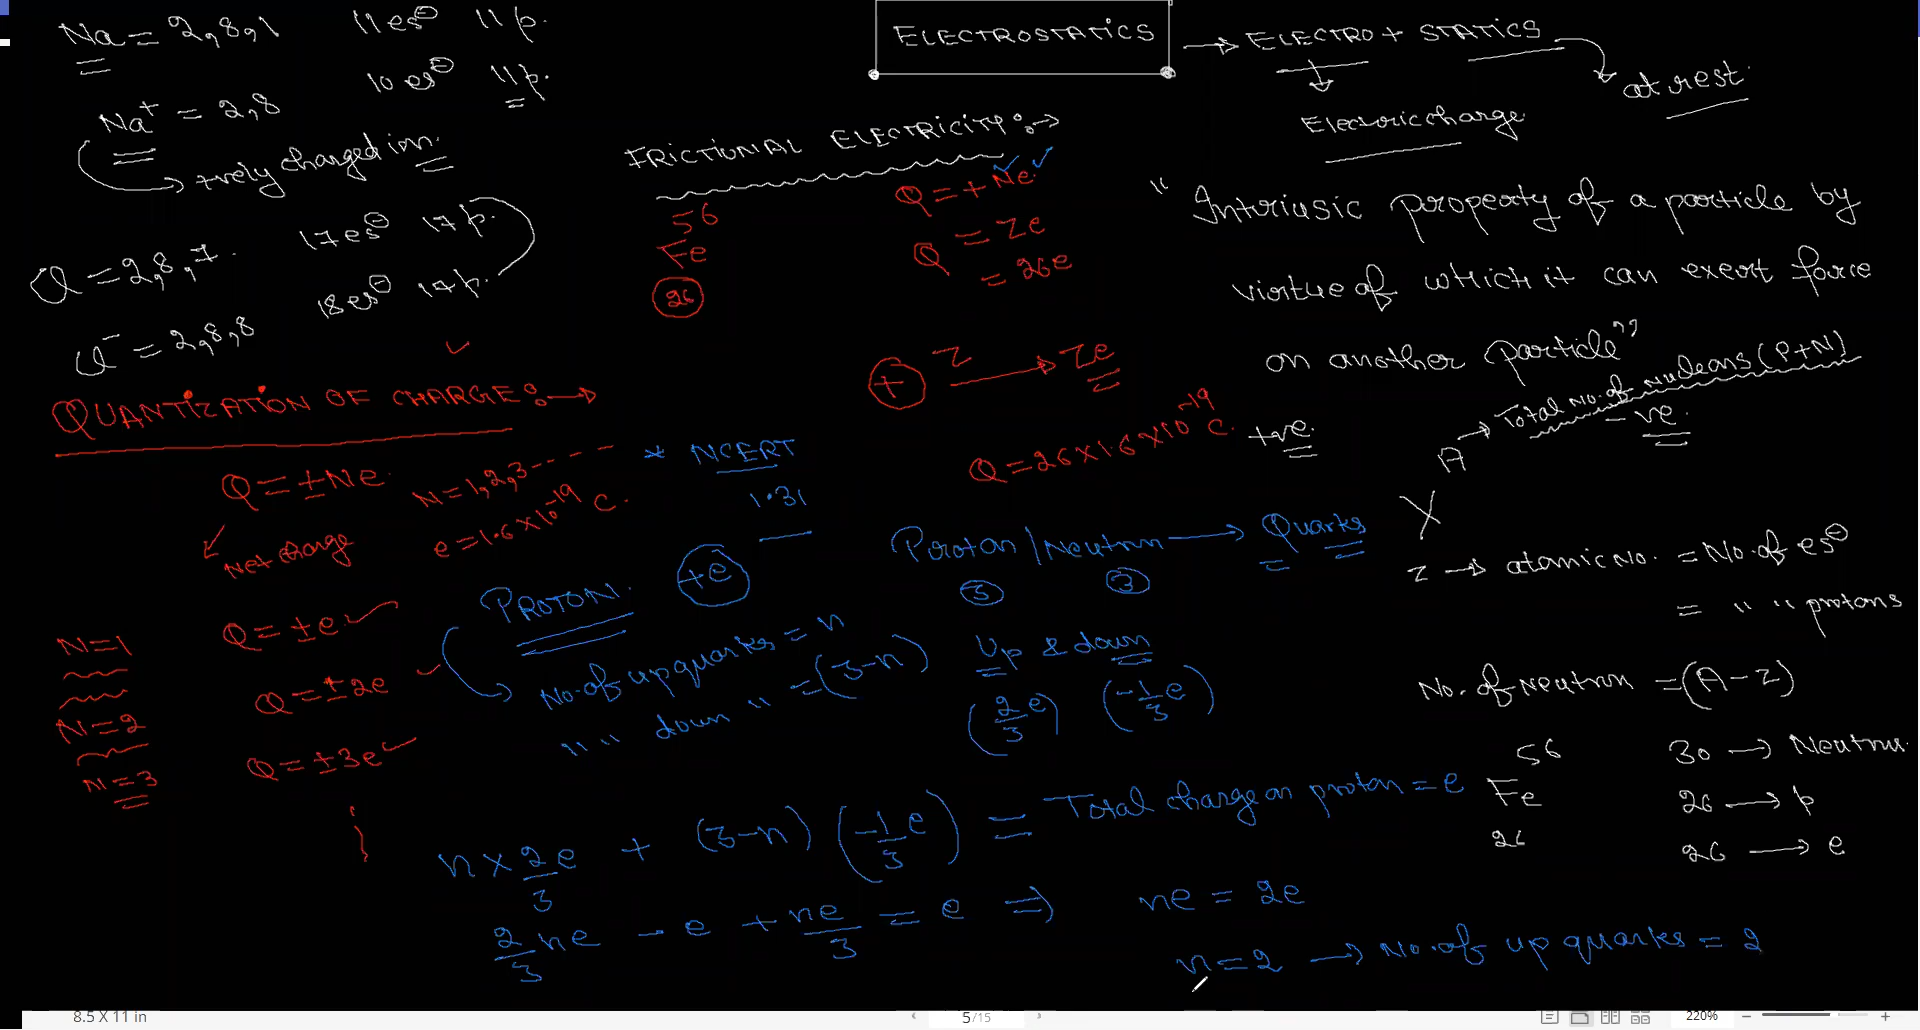 Na = 2,8,1 11 es⊖ 11 p.
10 es⊖ 11 p.
Na⁺ = 2,8
→ +vely charged ion.
Cl = 2,8,7. 17 es⊖ 17 p.
18 es⊖ 17 p.
Cl⁻ = 2,8,8
ELECTROSTATICS → ELECTRO + STATICS
at rest.
Electric charge
FRICTIONAL ELECTRICITY:→
56
Fe
26
Q = + Ne.
Q = Ze
= 26e
+ Z → Ze
Q = 26 × 1.6 × 10⁻¹⁹ C.
"Intrinsic property of a particle by
virtue of which it can exert force
on another particle"
+ve. -ve.
A → Total No. of nucleons (P+N)
X
Z → atomic No. = No. of es⊖
= " " protons
No. of Neutron = (A-Z)
56
Fe
26
30 → Neutron.
26 → p
26 → e
QUANTIZATION OF CHARGE:→
Q = ±Ne. N = 1,2,3----
Net charge e = 1.6 × 10⁻¹⁹ C.
N=1 Q = ±e
N=2 Q = ±2e
N=3 Q = ±3e
* NCERT
1.31
PROTON. +e
Proton/Neutron → Quarks
3 3
No. of up quarks = n
" " down " = (3-n)
Up & down
(2/3 e) (-1/3 e)
n × 2e/3 + (3-n) (-1/3 e) = Total charge on proton = e
2/3 ne - e + ne/3 = e ⇒ ne = 2e
n = 2 → No. of up quarks = 2
8.5 X 11 in
5/15
220%